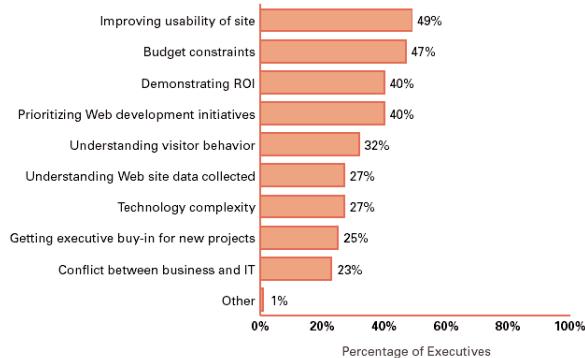 Improving usability of site 49%
Budget constraints 47%
Demonstrating ROI 40%
Prioritizing Web development initiatives 40%
Understanding visitor behavior 32%
Understanding Web site data collected 27%
Technology complexity 27%
Getting executive buy-in for new projects 25%
Conflict between business and IT 23%
Other 1%
0% 20% 40% 60% 80% 100%
Percentage of Executives